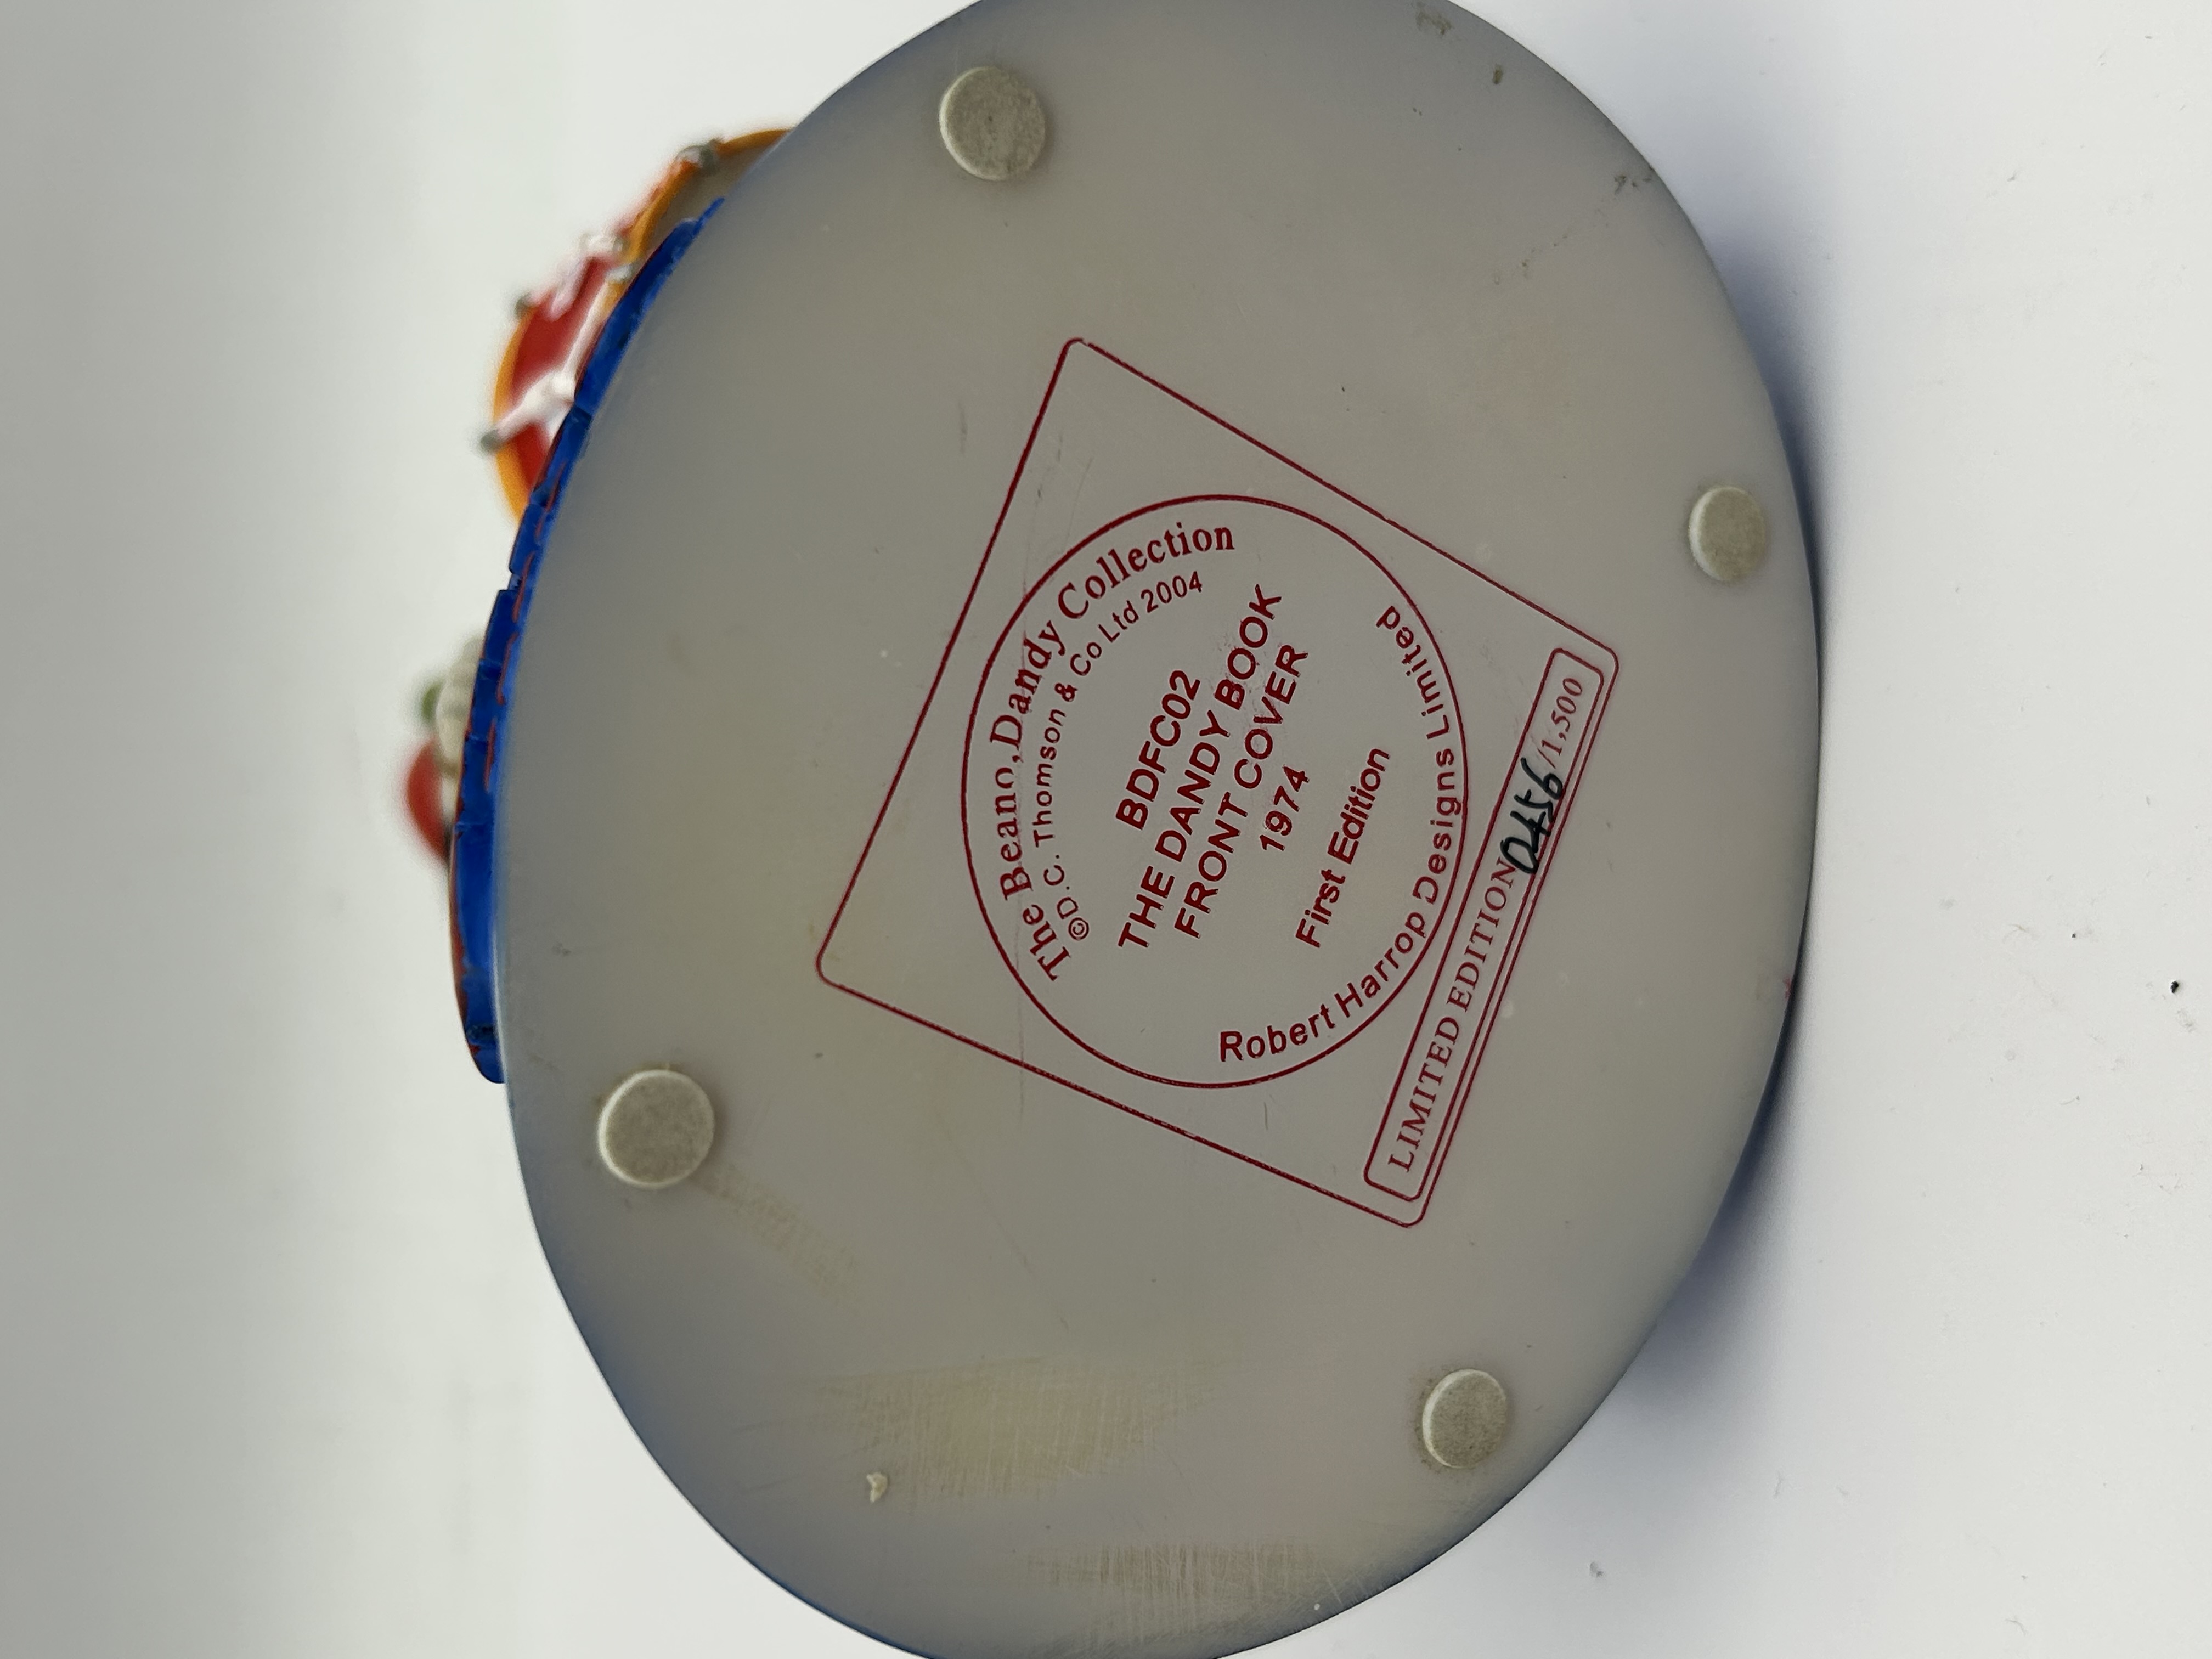 The Beano, Dandy Collection
©D.C. Thomson & Co Ltd 2004
BDFC02
THE DANDY BOOK
FRONT COVER
1974
First Edition
Robert Harrop Designs Limited
LIMITED EDITION 0456/1,500